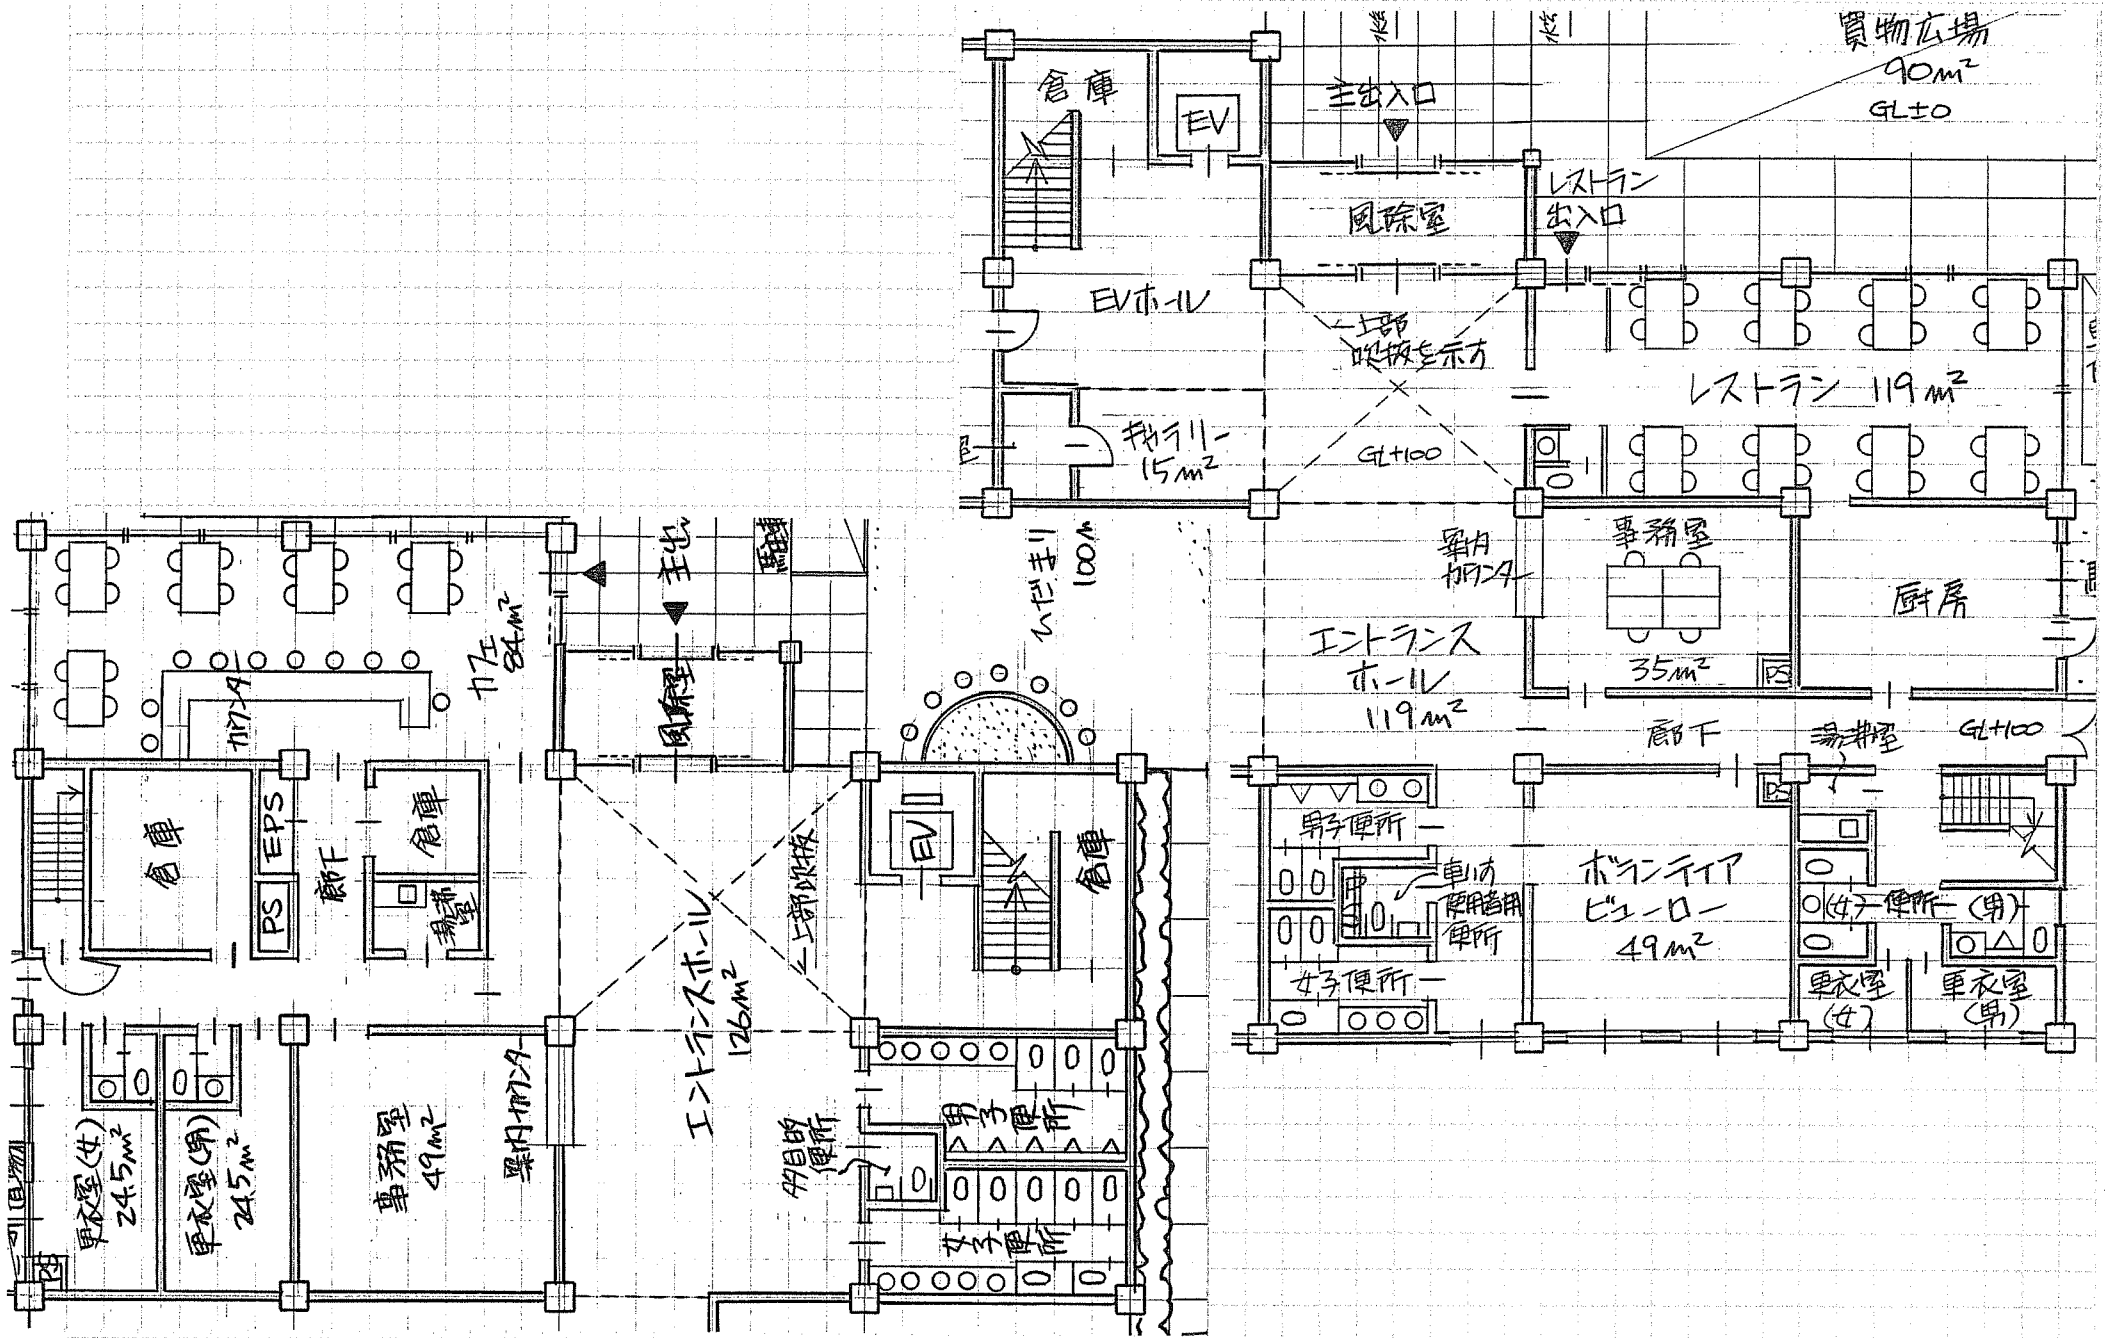 買物広場
90m²
GL±0
倉庫
EV
主出入口
レストラン
出入口
風除室
EVホール
上部
吹抜を示す
レストラン 119m²
ギャラリー
15m²
GL+100
案内
カウンター
事務室
35m²
PS
厨房
エントランス
ホール
119m²
廊下
湯沸室
GL+100
男子便所
車いす
使用者用
便所
女子便所
ボランティア
ビューロー
49m²
PS
(女)
便所
(男)
更衣室
(女)
更衣室
(男)
カフェ
84m²
カウンター
主出
風除室
ひだまり
100m
倉庫
EPS
PS
廊下
倉庫
湯沸室
エントランスホール
126m²
上部吹抜
EV
倉庫
更衣室(女)
24.5m²
更衣室(男)
24.5m²
事務室
49m²
案内カウンター
多目的
便所
男子便所
女子便所
PS